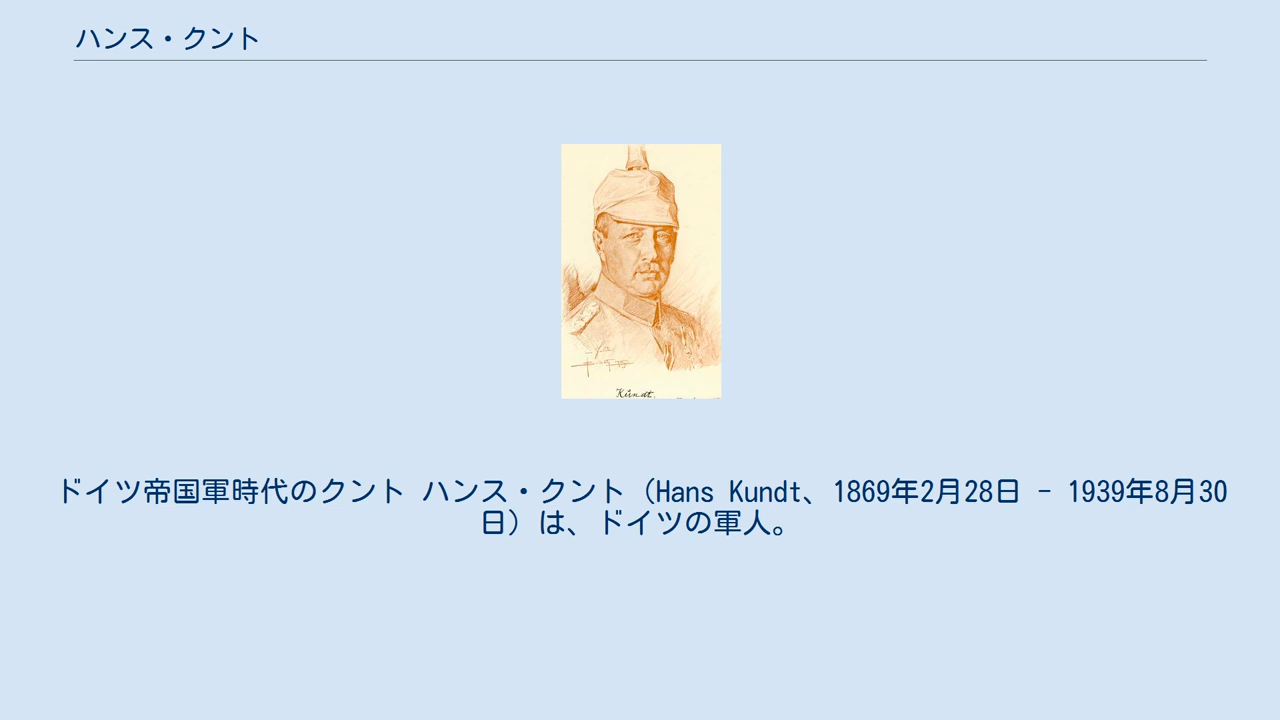 ハンス・クント
Kundt.
ドイツ帝国軍時代のクント ハンス・クント（Hans Kundt、1869年2月28日 - 1939年8月30
日）は、ドイツの軍人。